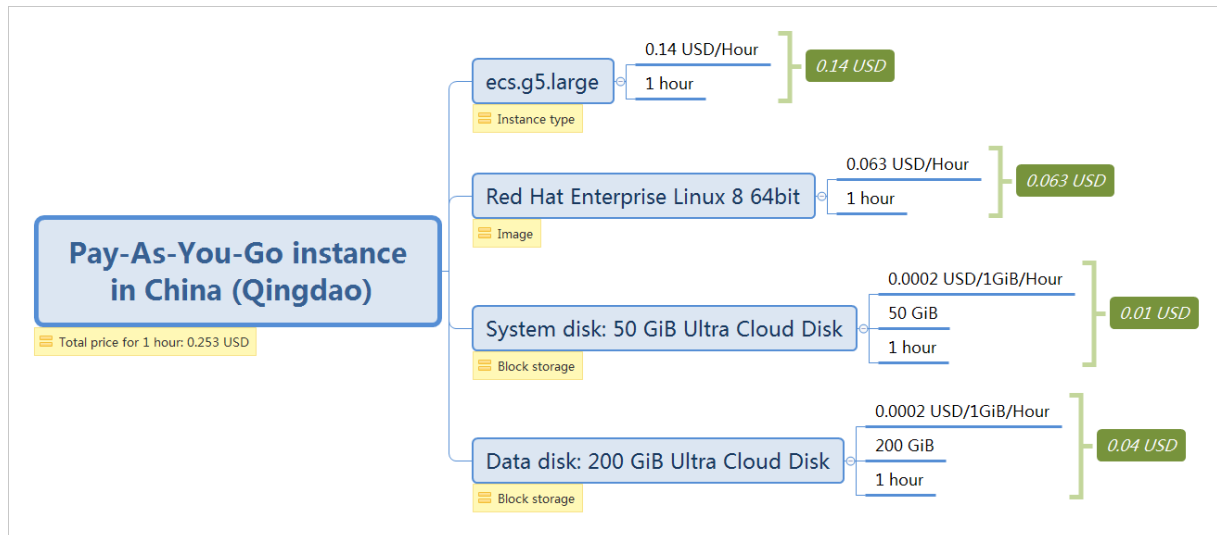 Pay-As-You-Go instance
in China (Qingdao)
Total price for 1 hour: 0.253 USD
ecs.g5.large
Instance type
0.14 USD/Hour
1 hour
0.14 USD
Red Hat Enterprise Linux 8 64bit
Image
0.063 USD/Hour
1 hour
0.063 USD
System disk: 50 GiB Ultra Cloud Disk
Block storage
0.0002 USD/1GiB/Hour
50 GiB
1 hour
0.01 USD
Data disk: 200 GiB Ultra Cloud Disk
Block storage
0.0002 USD/1GiB/Hour
200 GiB
1 hour
0.04 USD